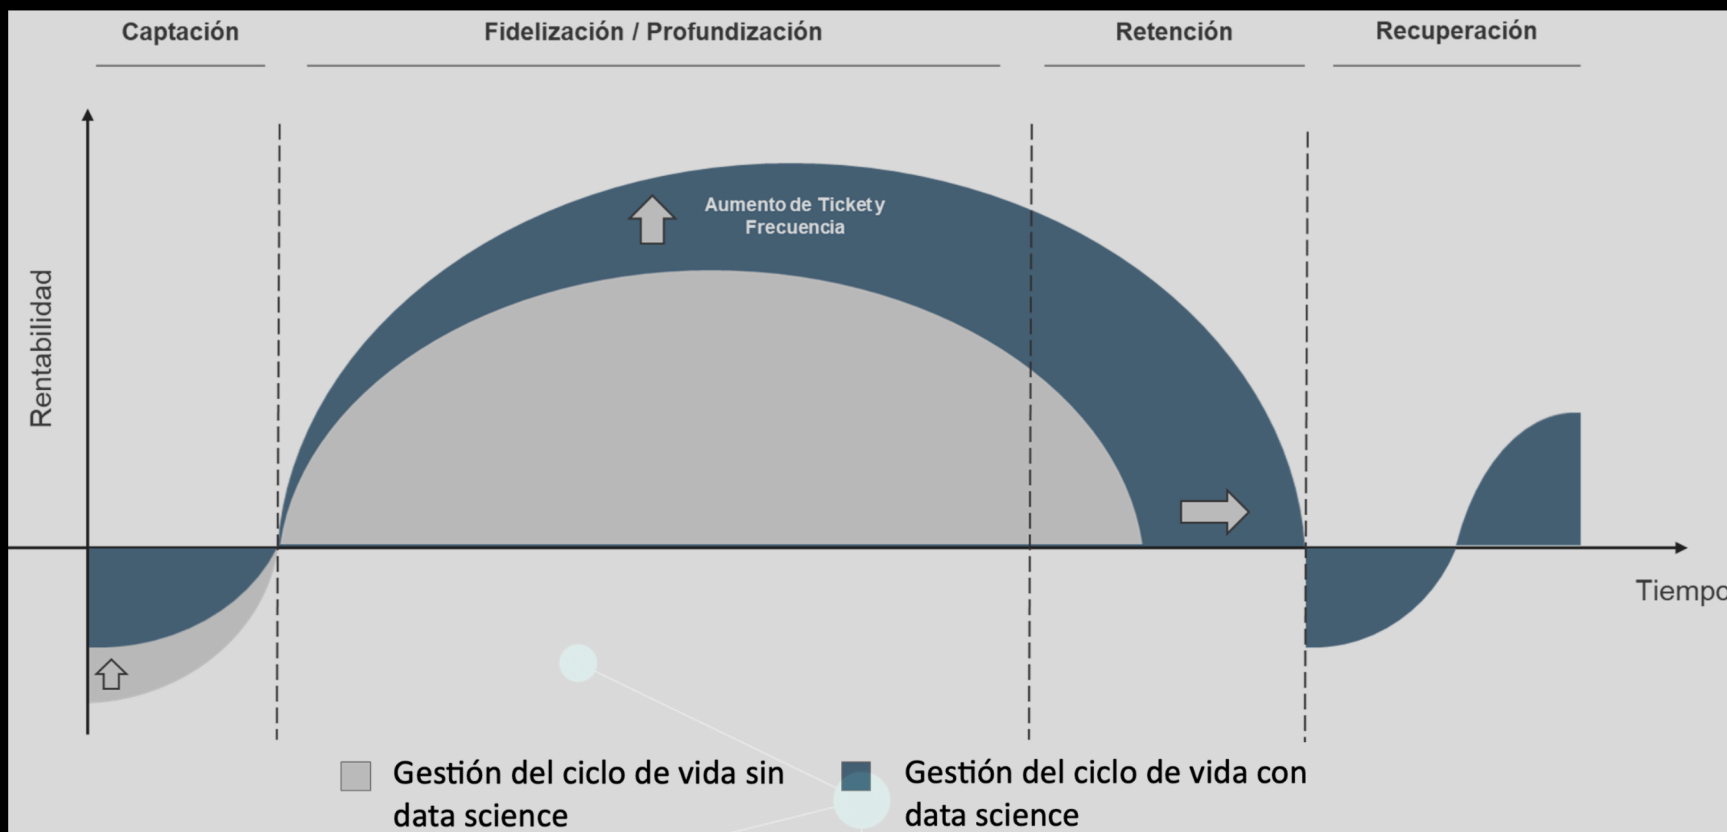 Captación
Fidelización / Profundización
Retención
Recuperación
Rentabilidad
Aumento de Ticket y
Frecuencia
Tiempo
Gestión del ciclo de vida sin
data science
Gestión del ciclo de vida con
data science